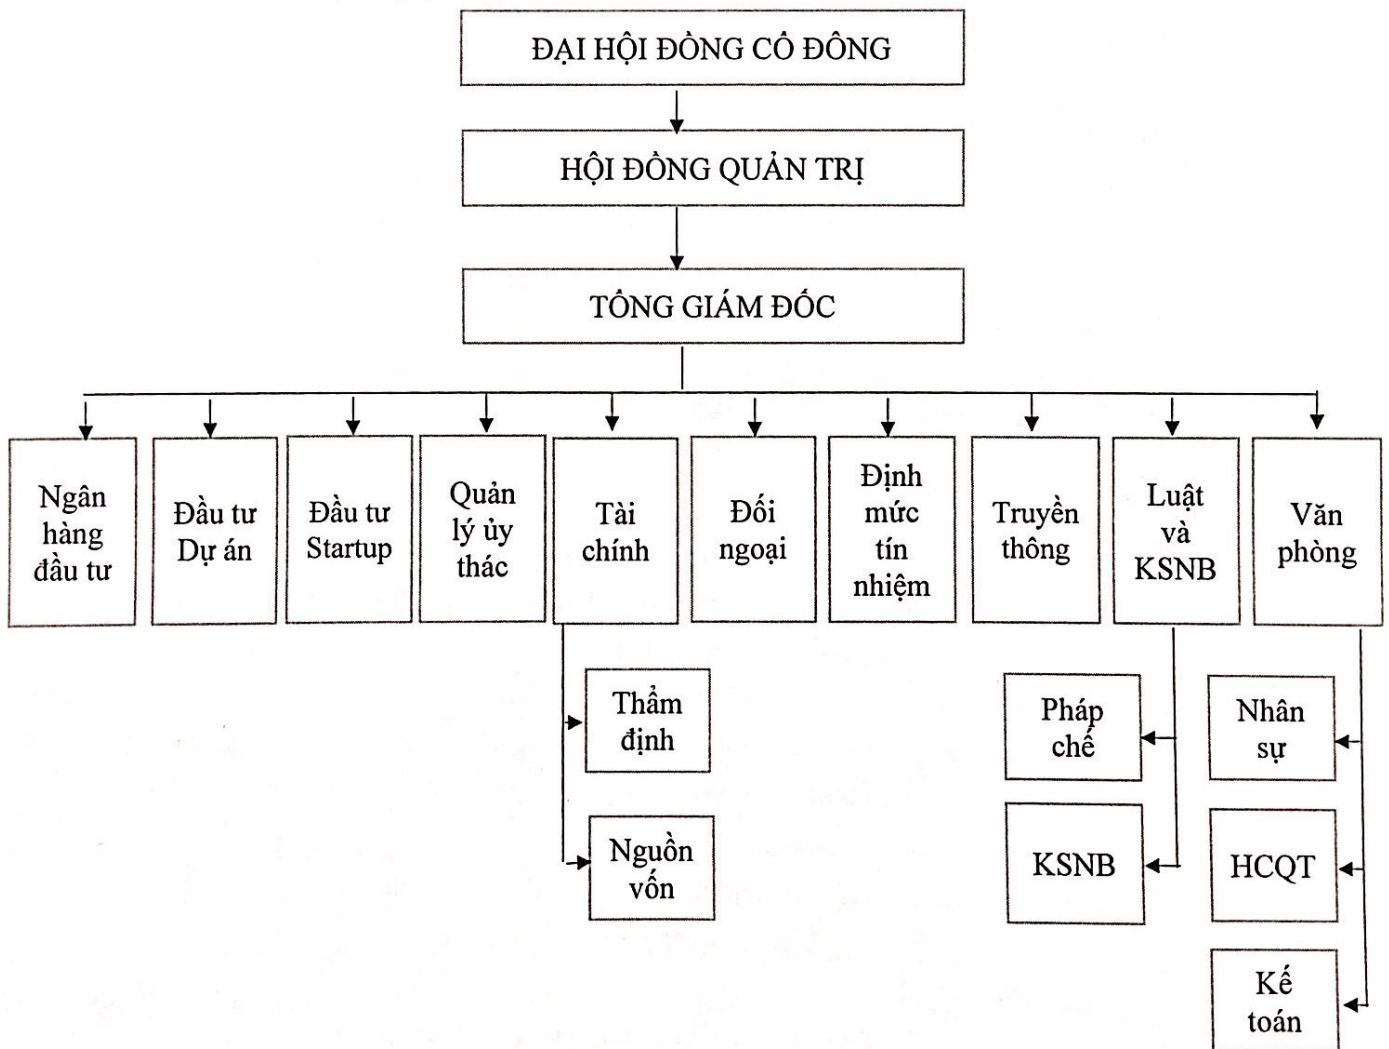 ĐẠI HỘI ĐỒNG CỔ ĐÔNG
HỘI ĐỒNG QUẢN TRỊ
TỔNG GIÁM ĐỐC
Ngân
hàng
đầu tư
Đầu tư
Dự án
Đầu tư
Startup
Quản
lý ủy
thác
Tài
chính
Đối
ngoại
Định
mức
tín
nhiệm
Truyền
thông
Luật
và
KSNB
Văn
phòng
Thẩm
định
Nguồn
vốn
Pháp
chế
KSNB
Nhân
sự
HCQT
Kế
toán